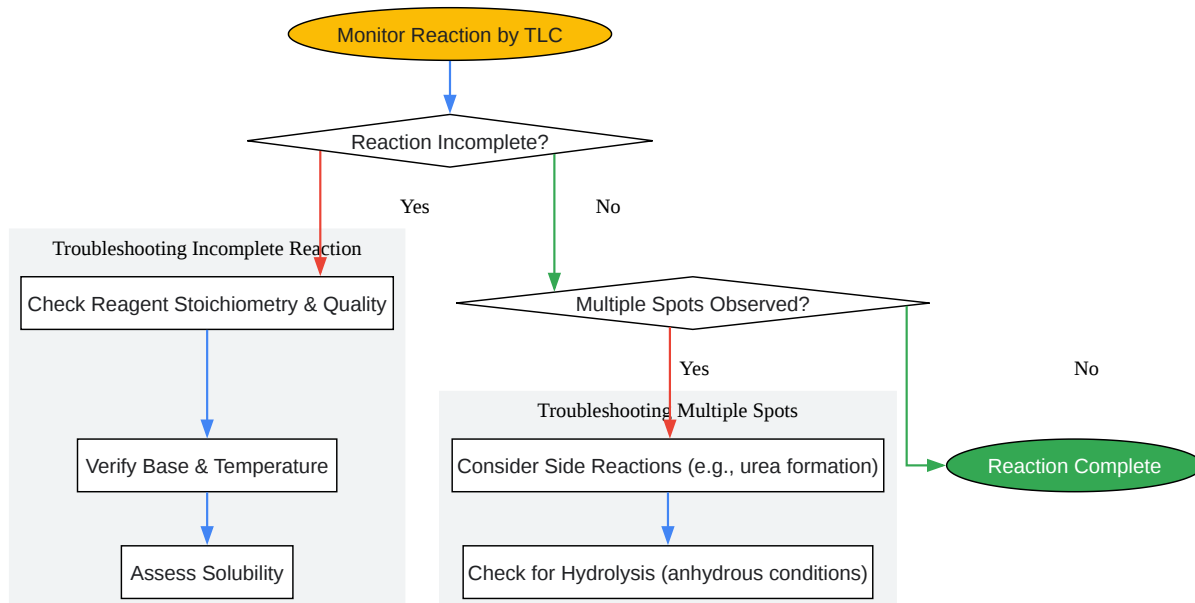 Monitor Reaction by TLC
Reaction Incomplete?
Yes
No
Troubleshooting Incomplete Reaction
Check Reagent Stoichiometry & Quality
Multiple Spots Observed?
Yes
No
Troubleshooting Multiple Spots
Verify Base & Temperature
Consider Side Reactions (e.g., urea formation)
Reaction Complete
Assess Solubility
Check for Hydrolysis (anhydrous conditions)